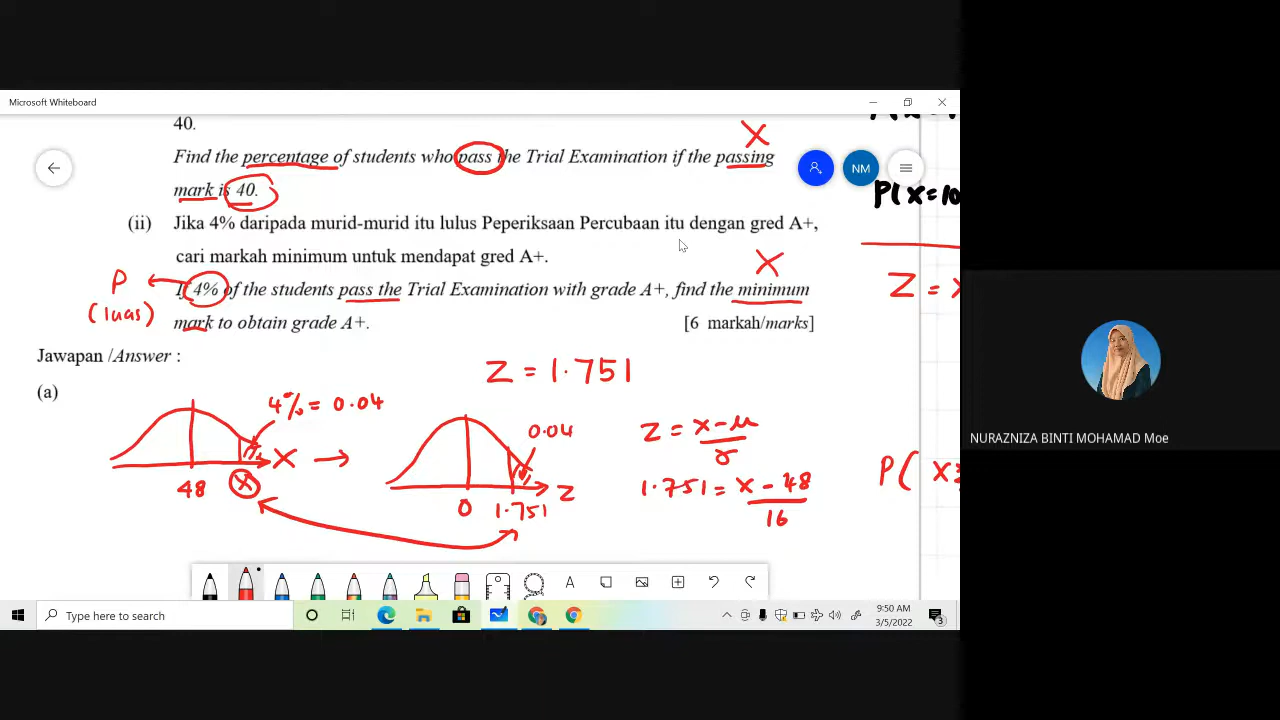 Microsoft Whiteboard
40.
X
Find the percentage of students who pass the Trial Examination if the passing
mark is 40.
NM
P(X=10
(ii) Jika 4% daripada murid-murid itu lulus Peperiksaan Percubaan itu dengan gred A+,
cari markah minimum untuk mendapat gred A+.
X
P
(luas)
If 4% of the students pass the Trial Examination with grade A+, find the minimum
mark to obtain grade A+.
[6 markah/marks]
Z = X
Jawapan /Answer :
(a)
Z = 1.751
4% = 0.04
X
48
X
0.04
0
1.751
Z
Z = x - μ
σ
1.751 = x - 48
16
P( X≥
NURAZNIZA BINTI MOHAMAD Moe
A
Type here to search
9:50 AM
3/5/2022
3